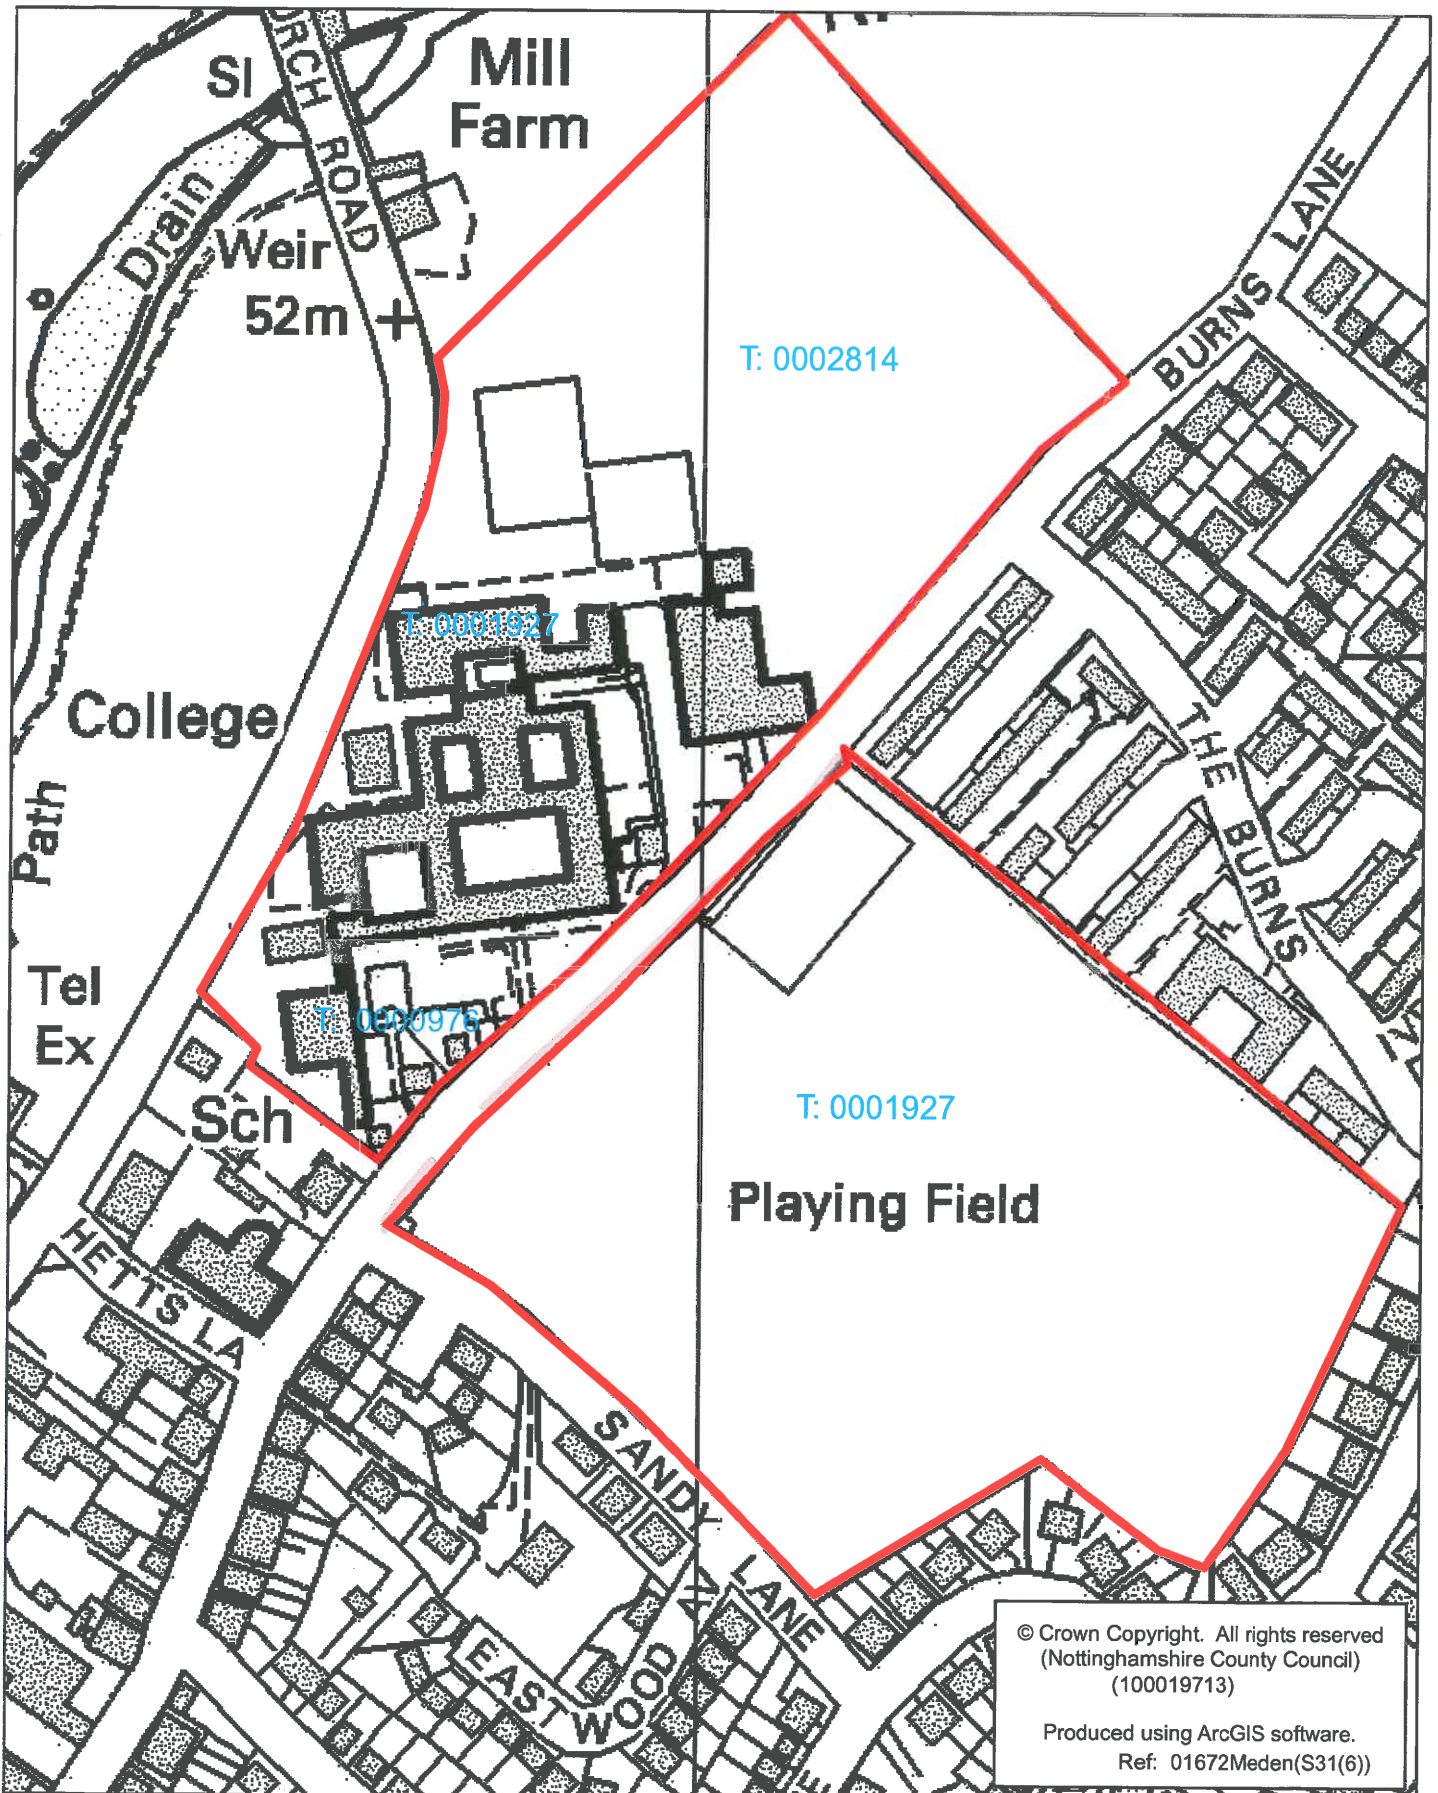 Mill
Farm
Sl
ROAD
Drain
Weir
52m
BURNS LANE
T: 0002814
T: 0001927
College
Path
THE BURNS
Tel
Ex
T: 0000976
Sch
T: 0001927
Playing Field
HETTS LA
SANDY LANE
EASTWOOD AV
© Crown Copyright. All rights reserved
(Nottinghamshire County Council)
(100019713)
Produced using ArcGIS software.
Ref: 01672Meden(S31(6))